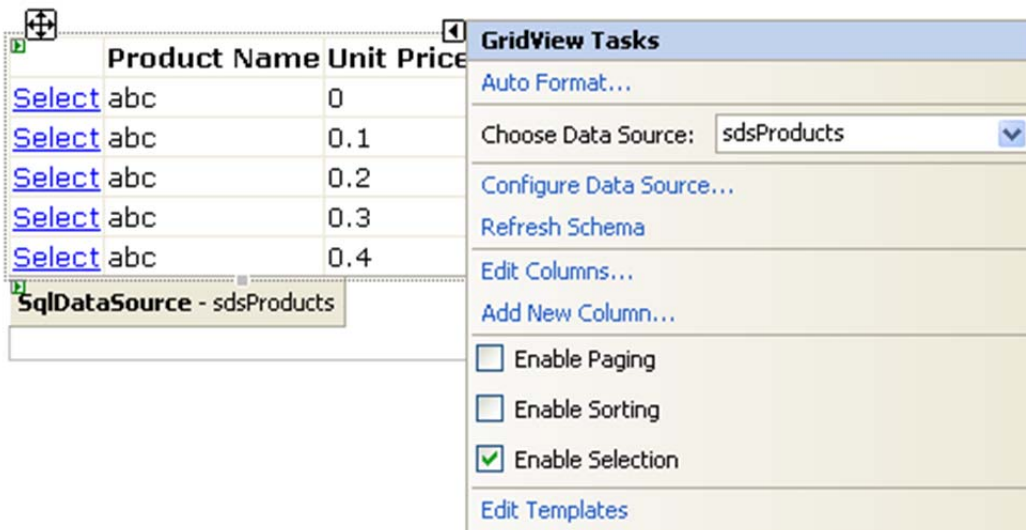 Product Name Unit Price
Select abc 0
Select abc 0.1
Select abc 0.2
Select abc 0.3
Select abc 0.4
SqlDataSource - sdsProducts
GridView Tasks
Auto Format...
Choose Data Source: sdsProducts
Configure Data Source...
Refresh Schema
Edit Columns...
Add New Column...
Enable Paging
Enable Sorting
Enable Selection
Edit Templates